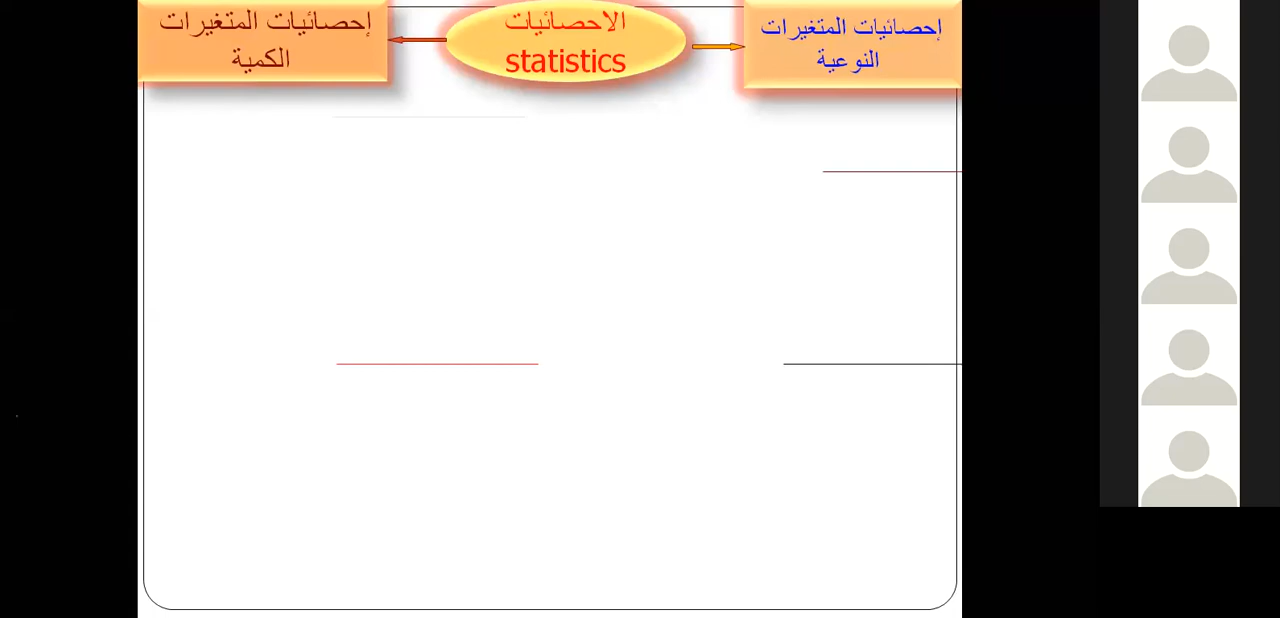 إحصائيات المتغيرات
النوعية
الاحصائيات
statistics
إحصائيات المتغيرات
الكمية